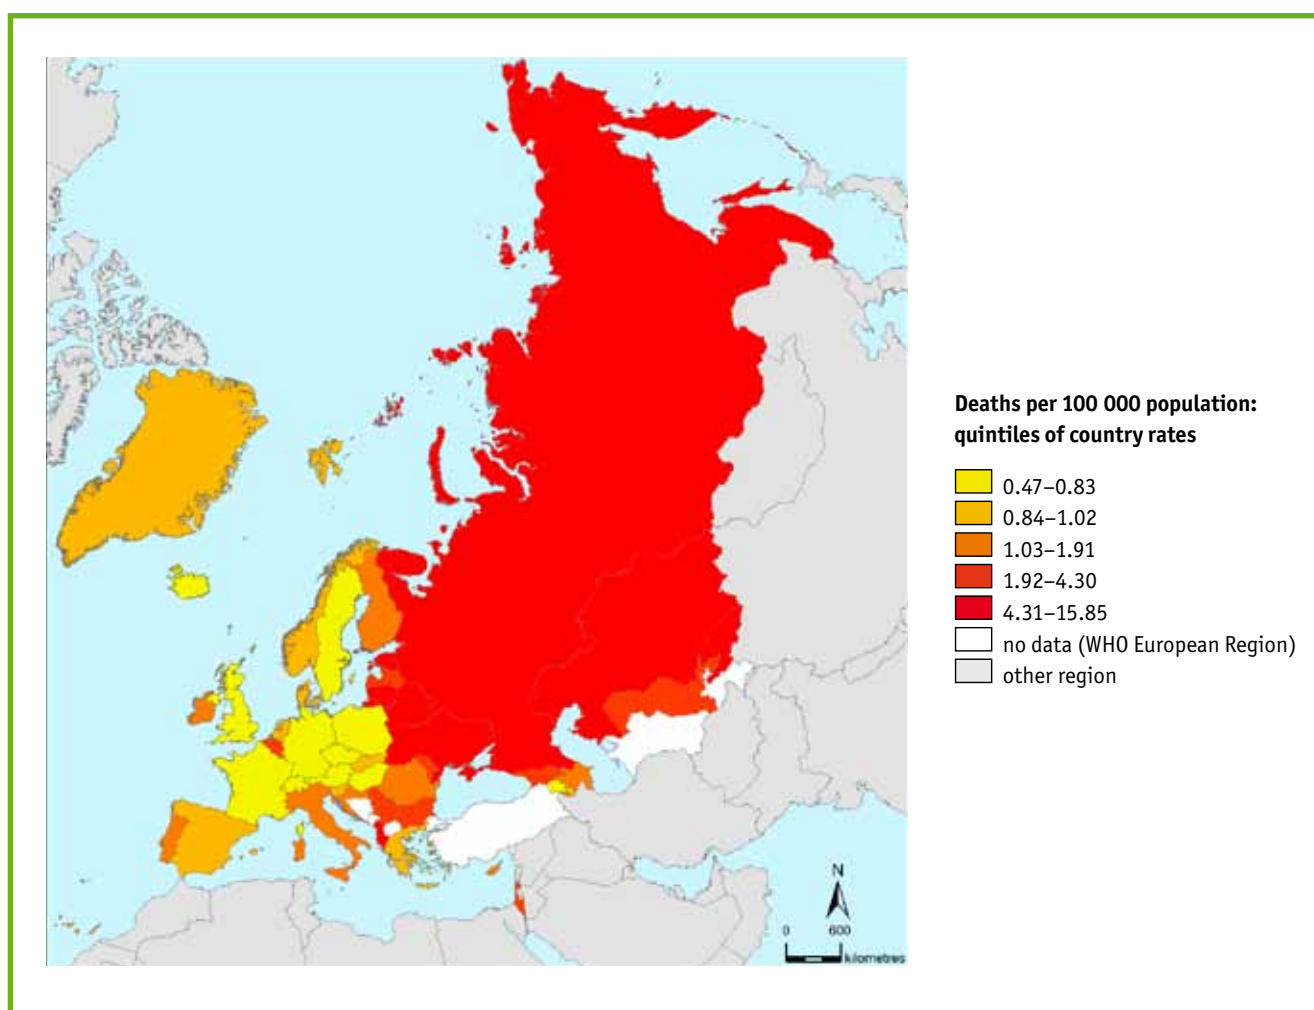 Deaths per 100 000 population:
quintiles of country rates
0.47–0.83
0.84–1.02
1.03–1.91
1.92–4.30
4.31–15.85
no data (WHO European Region)
other region
N
0 600
kilometres